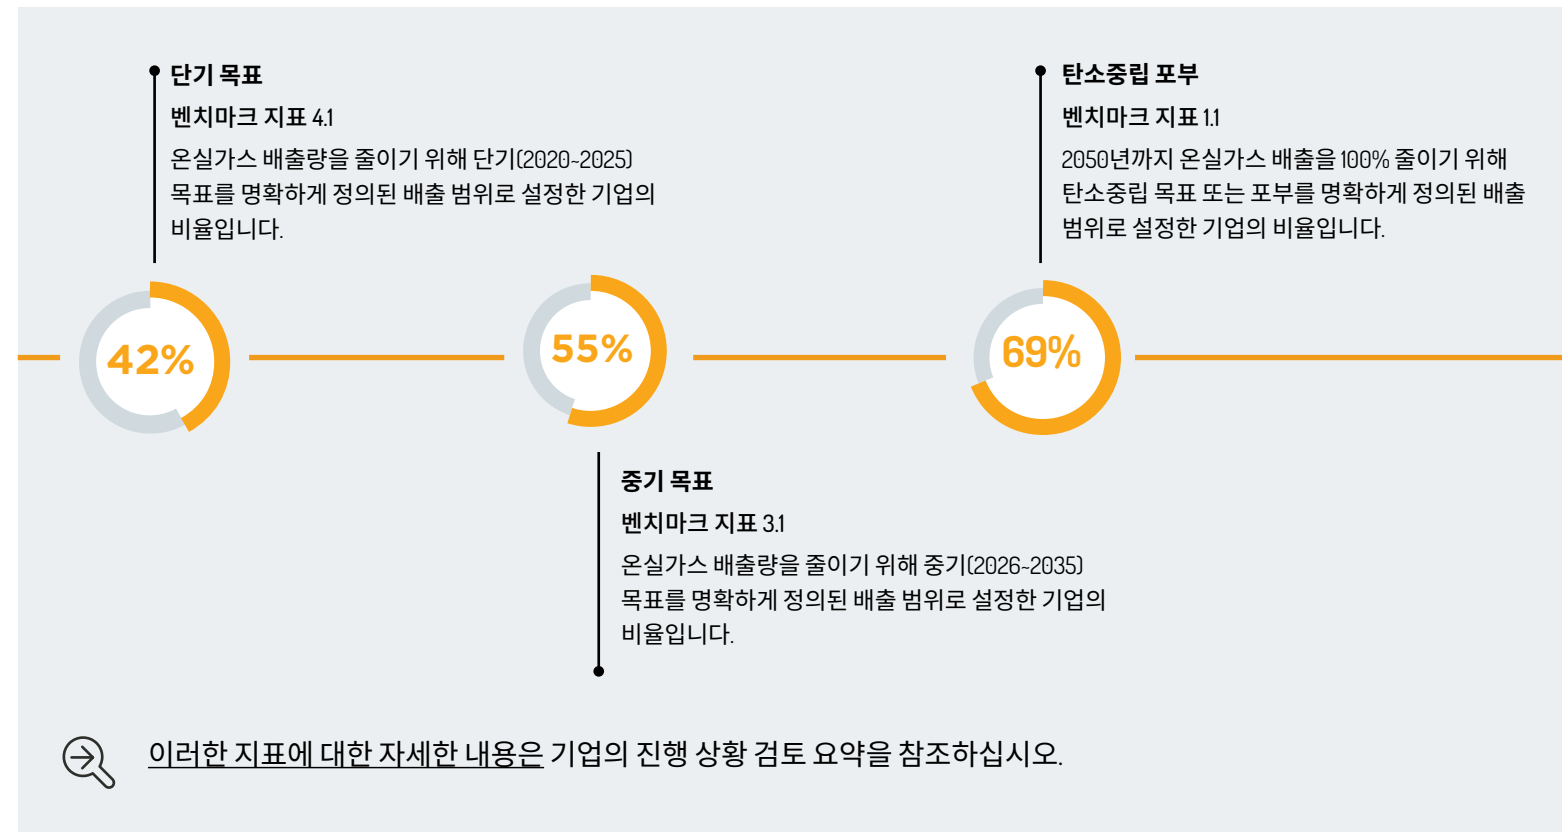 단기 목표
벤치마크 지표 4.1
온실가스 배출량을 줄이기 위해 단기(2020~2025)
목표를 명확하게 정의된 배출 범위로 설정한 기업의
비율입니다.
탄소중립 포부
벤치마크 지표 1.1
2050년까지 온실가스 배출을 100% 줄이기 위해
탄소중립 목표 또는 포부를 명확하게 정의된 배출
범위로 설정한 기업의 비율입니다.
42%
55%
69%
중기 목표
벤치마크 지표 3.1
온실가스 배출량을 줄이기 위해 중기(2026~2035)
목표를 명확하게 정의된 배출 범위로 설정한 기업의
비율입니다.
이러한 지표에 대한 자세한 내용은 기업의 진행 상황 검토 요약을 참조하십시오.